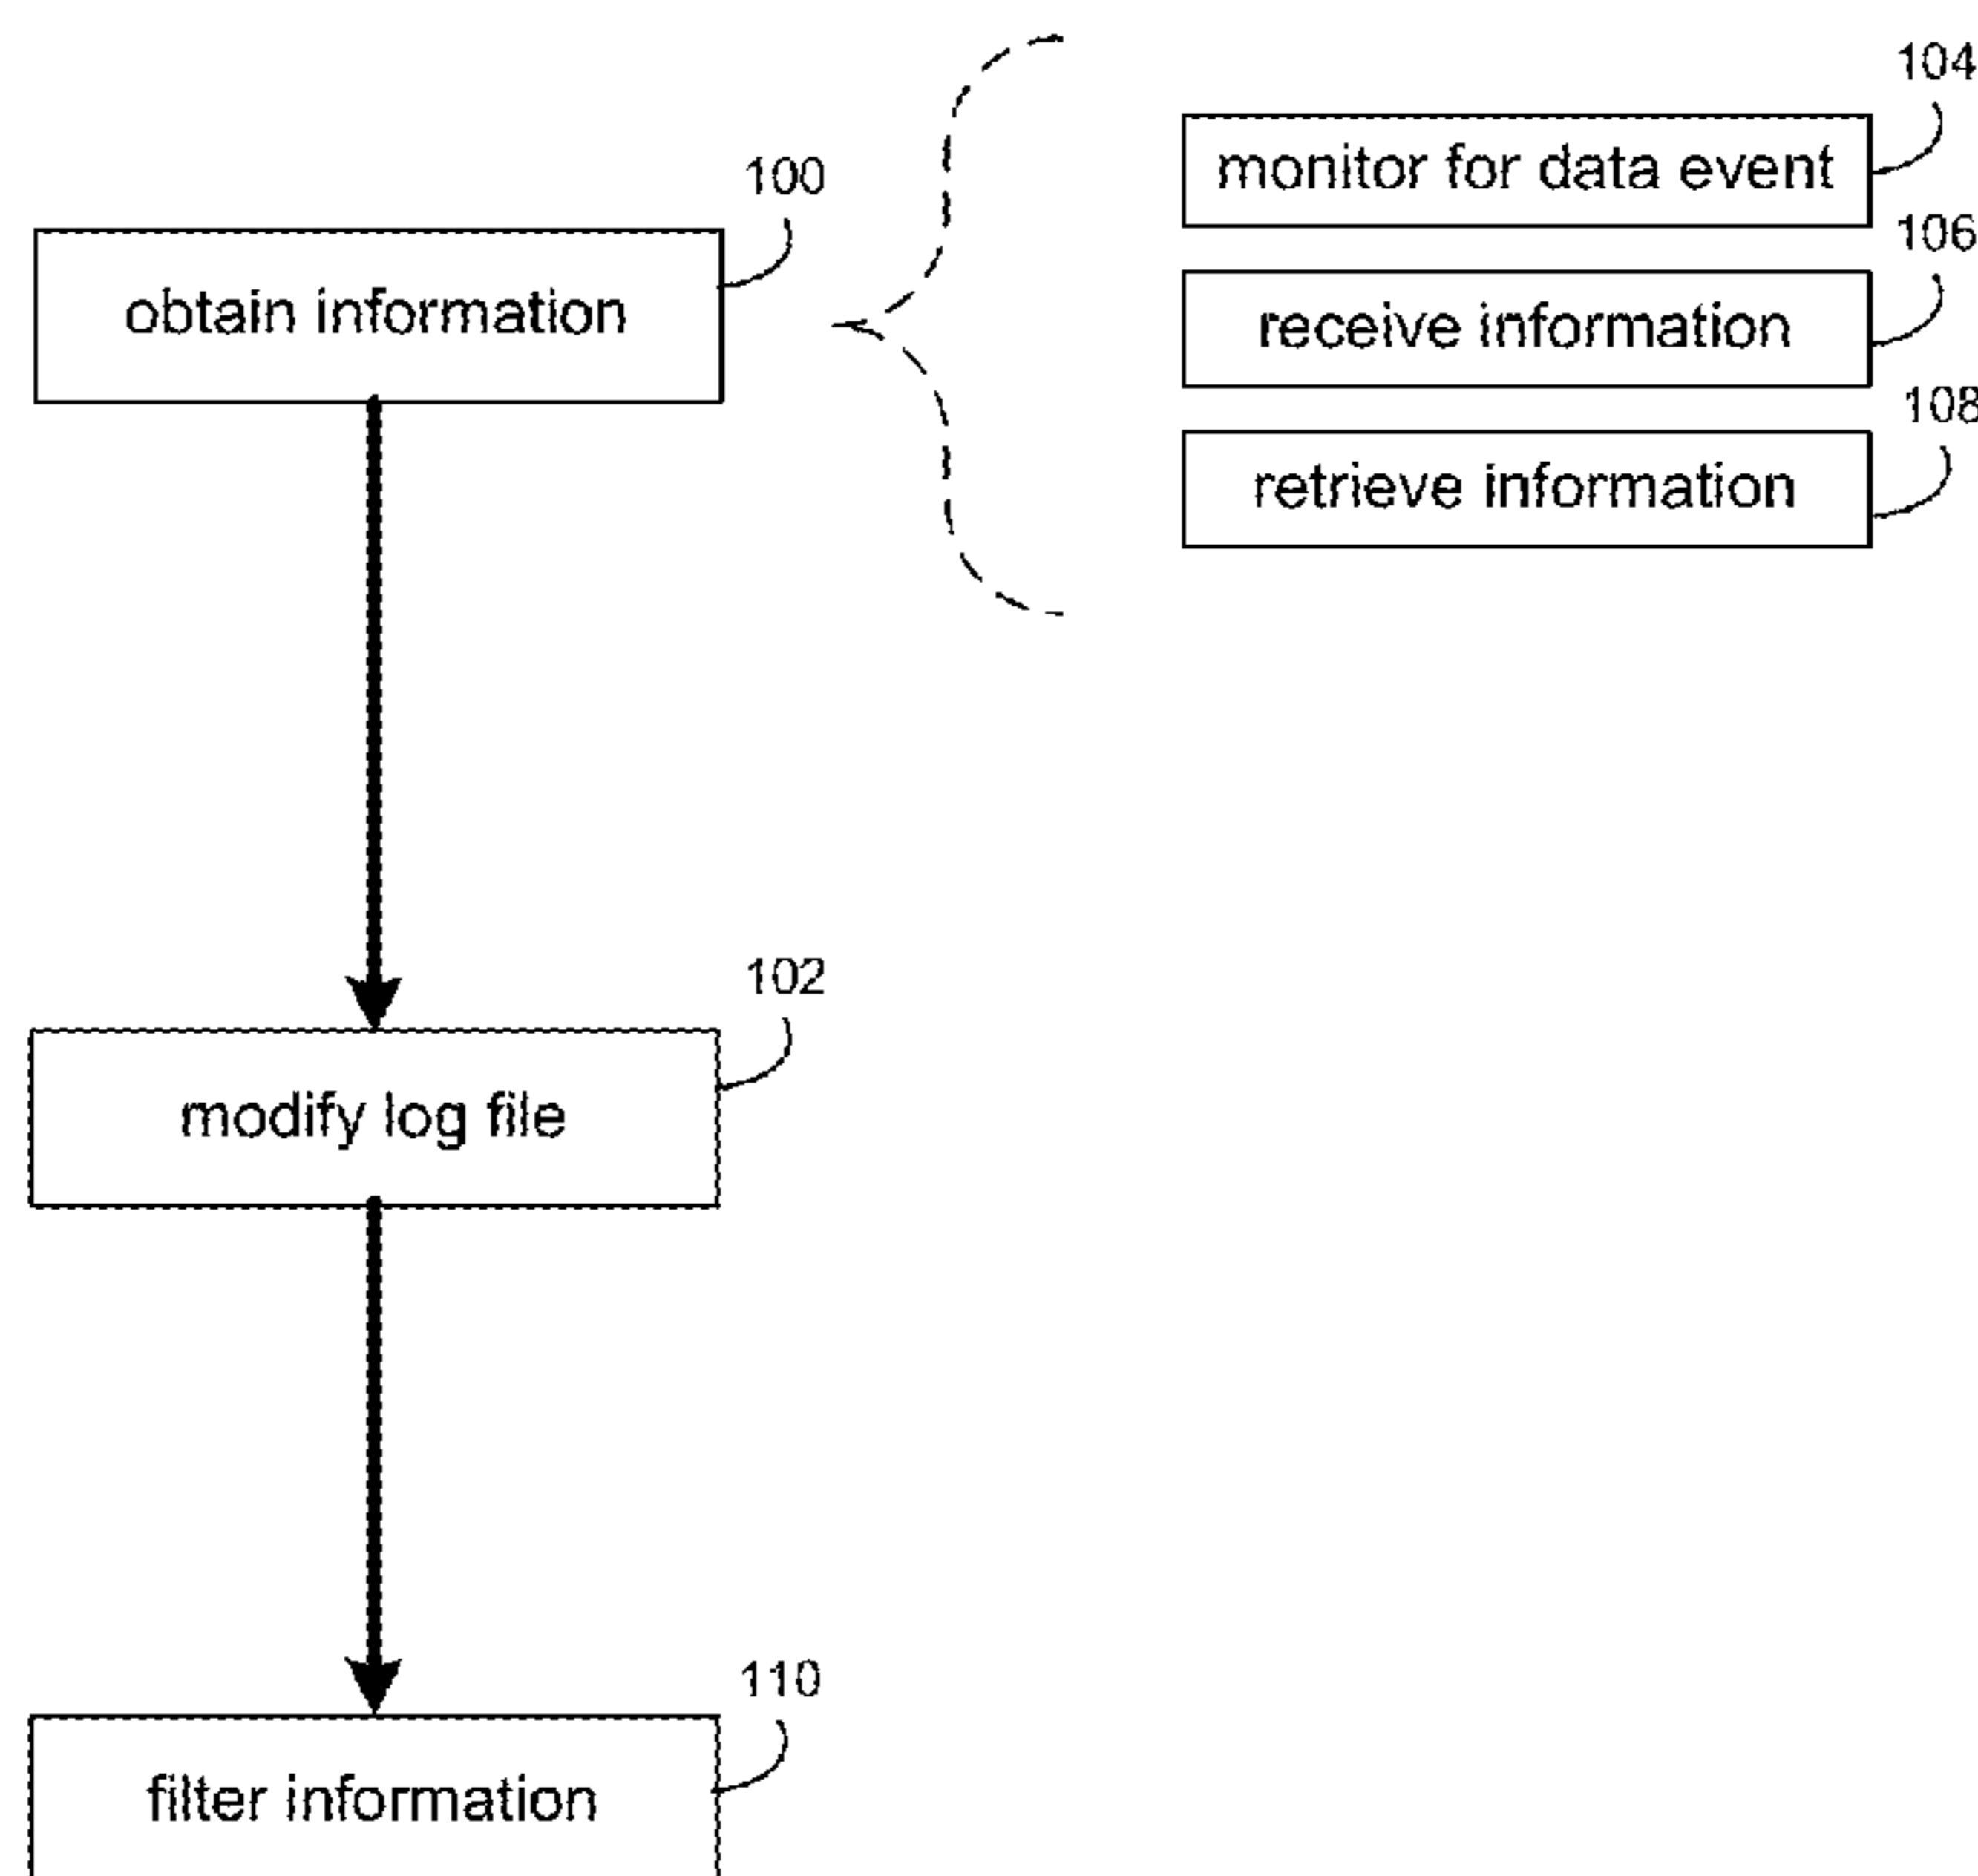 104
monitor for data event
100
106
obtain information
receive information
108
retrieve information
102
modify log file
110
filter information